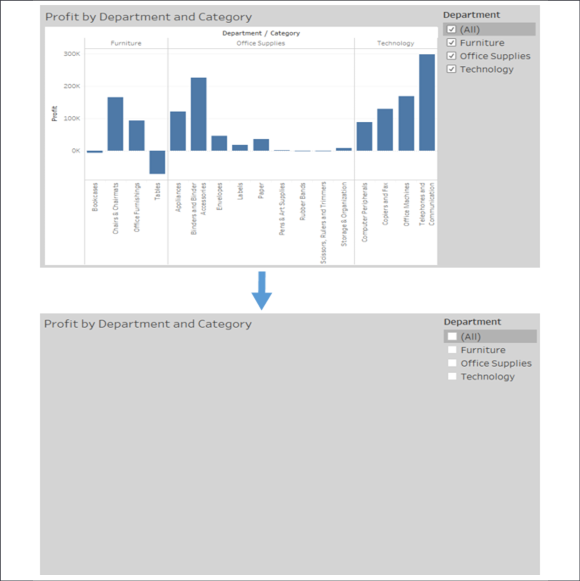 Profit by Department and Category
Department
(All)
Furniture
Office Supplies
Technology
Department / Category
Furniture
Office Supplies
Technology
Profit
300K
200K
100K
0K
Bookcases
Chairs & Chairmats
Office Furnishings
Tables
Appliances
Binders and Binder
Accessories
Envelopes
Labels
Paper
Pens & Art Supplies
Rubber Bands
Scissors, Rulers and Trimmers
Storage & Organization
Computer Peripherals
Copiers and Fax
Office Machines
Telephones and
Communication
Profit by Department and Category
Department
(All)
Furniture
Office Supplies
Technology